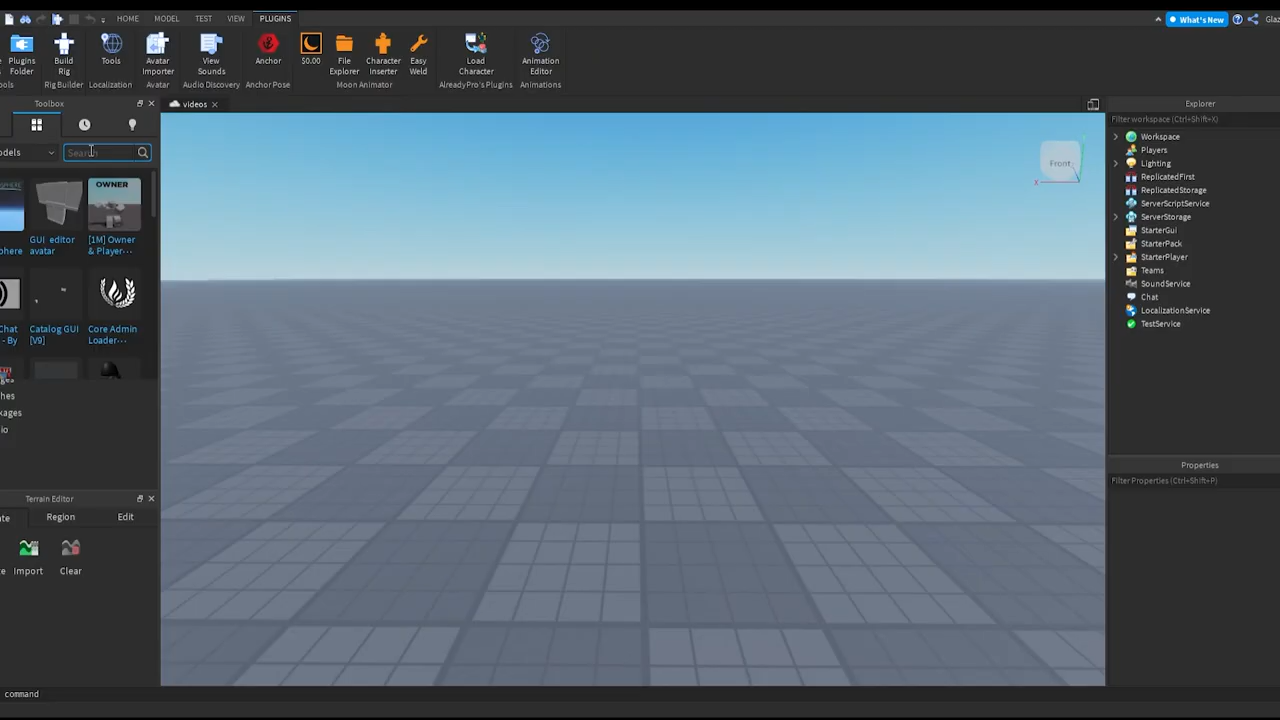 HOME MODEL TEST VIEW PLUGINS
What's New
Plugins Folder
Build Rig
Tools
Avatar Importer
View Sounds
Anchor
$0.00
File Explorer
Character Inserter
Easy Weld
Load Character
Animation Editor
Rig Builder Localization Avatar Audio Discovery Anchor Pose Moon Animator AlreadyPro's Plugins Animations
Toolbox
videos
Explorer
Filter workspace (Ctrl+Shift+X)
Search
Front
X
OWNER
GUI editor avatar
[1M] Owner & Player...
Chat - By
Catalog GUI [V9]
Core Admin Loader...
Workspace
Players
Lighting
ReplicatedFirst
ReplicatedStorage
ServerScriptService
ServerStorage
StarterGui
StarterPack
StarterPlayer
Teams
SoundService
Chat
LocalizationService
TestService
Properties
Filter Properties (Ctrl+Shift+P)
Terrain Editor
Region Edit
Import Clear
command